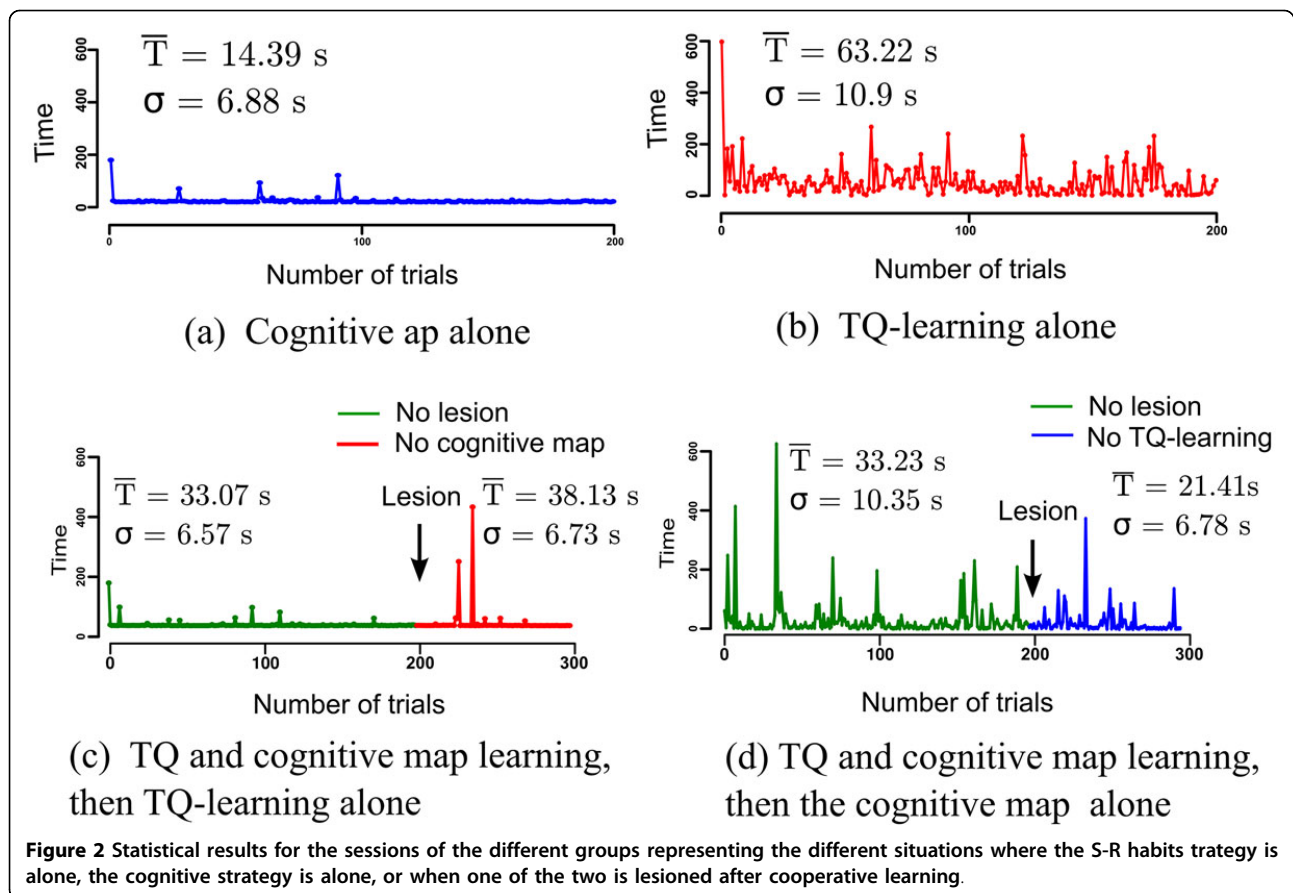 T̅ = 14.39 s
σ = 6.88 s
600
400
200
0
Time
0 100 200
Number of trials
(a) Cognitive ap alone
T̅ = 63.22 s
σ = 10.9 s
600
400
200
0
Time
0 100 200
Number of trials
(b) TQ-learning alone
No lesion
No cognitive map
T̅ = 33.07 s
σ = 6.57 s
Lesion
T̅ = 38.13 s
σ = 6.73 s
600
400
200
0
Time
0 100 200 300
Number of trials
(c) TQ and cognitive map learning,
then TQ-learning alone
No lesion
No TQ-learning
T̅ = 33.23 s
σ = 10.35 s
Lesion
T̅ = 21.41s
σ = 6.78 s
600
400
200
0
Time
0 100 200 300
Number of trials
(d) TQ and cognitive map learning,
then the cognitive map alone
Figure 2 Statistical results for the sessions of the different groups representing the different situations where the S-R habits trategy is
alone, the cognitive strategy is alone, or when one of the two is lesioned after cooperative learning.